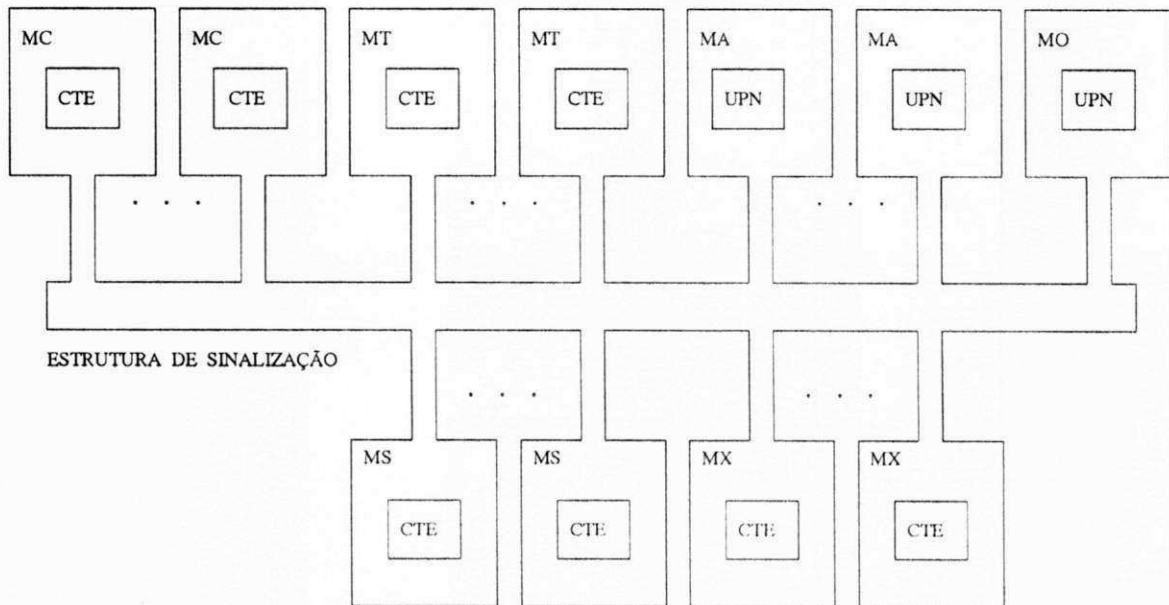 MC MC MT MT MA MA MO
CTE CTE CTE CTE UPN UPN UPN
. . . . . . . . .
ESTRUTURA DE SINALIZAÇÃO
. . . . . .
MS MS MX MX
CTE CTE CTE CTE